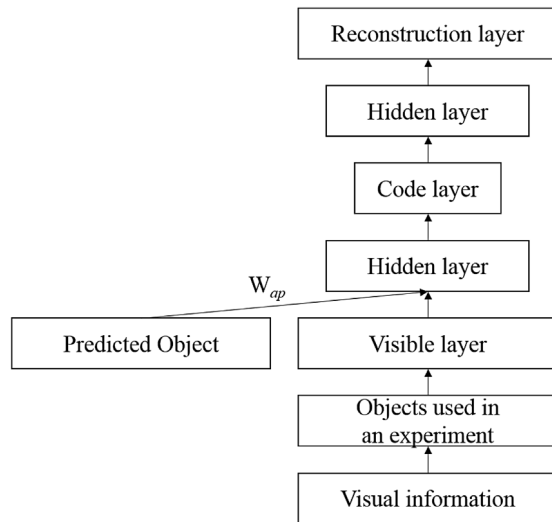 Reconstruction layer
Hidden layer
Code layer
Hidden layer
W_ap
Predicted Object
Visible layer
Objects used in
an experiment
Visual information